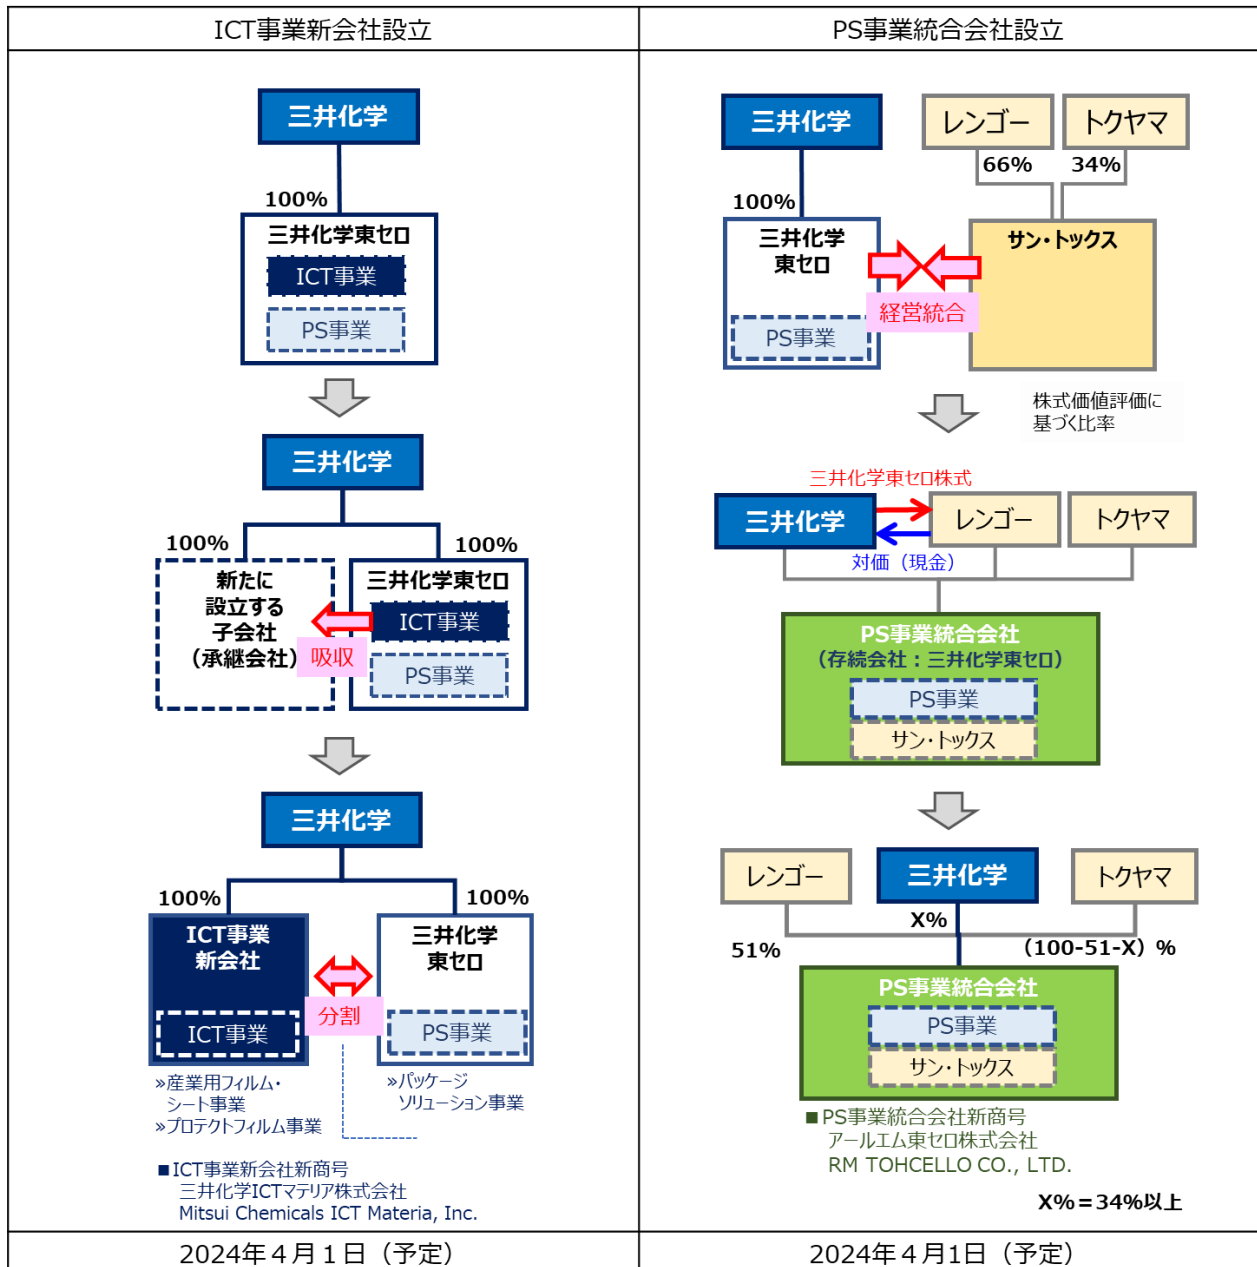 ICT事業新会社設立
三井化学
100%
三井化学東セロ
ICT事業
PS事業
三井化学
100%
100%
新たに
設立する
子会社
（承継会社）
吸収
三井化学東セロ
ICT事業
PS事業
三井化学
100%
100%
ICT事業
新会社
ICT事業
分割
三井化学
東セロ
PS事業
»産業用フィルム・
シート事業
»プロテクトフィルム事業
»パッケージ
ソリューション事業
■ICT事業新会社新商号
三井化学ICTマテリア株式会社
Mitsui Chemicals ICT Materia, Inc.
2024年４月１日（予定）
PS事業統合会社設立
三井化学
レンゴー
トクヤマ
100%
66%
34%
三井化学
東セロ
PS事業
経営統合
サン・トックス
株式価値評価に
基づく比率
三井化学東セロ株式
三井化学
レンゴー
トクヤマ
対価（現金）
PS事業統合会社
（存続会社：三井化学東セロ）
PS事業
サン・トックス
レンゴー
三井化学
トクヤマ
51%
X%
（100-51-X）%
PS事業統合会社
PS事業
サン・トックス
■PS事業統合会社新商号
アールエム東セロ株式会社
RM TOHCELLO CO., LTD.
X%＝34%以上
2024年４月1日（予定）